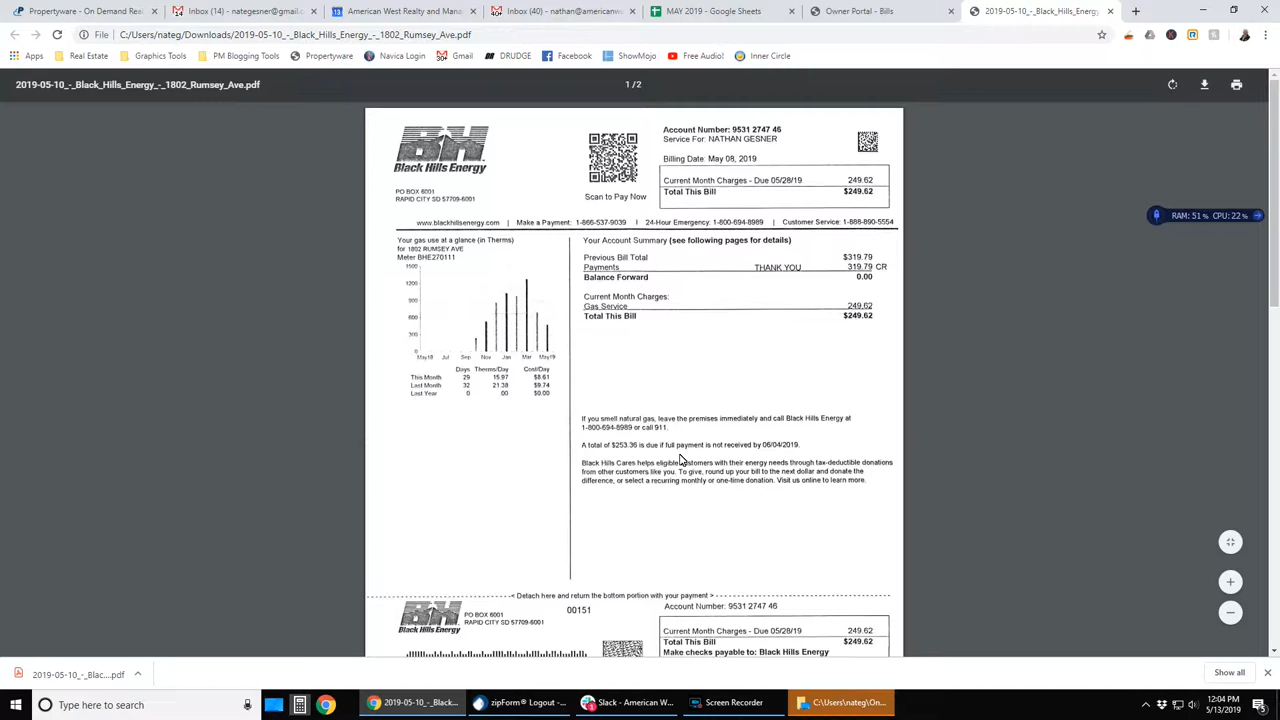 Propertyware - On Demand Rea
Inbox (14) - nategesner@gmail.c
American West Realty and Mana
Inbox (40) - nathan@americanw
MAY 2019 - Google Sheets
Owner Portal - Bills
2019-05-10_-_Black_Hills_Energy_
File | C:/Users/nateg/Downloads/2019-05-10_-_Black_Hills_Energy_-_1802_Rumsey_Ave.pdf
Apps Real Estate Graphics Tools PM Blogging Tools Propertyware Navica Login Gmail DRUDGE Facebook ShowMojo Free Audio! Inner Circle
2019-05-10_-_Black_Hills_Energy_-_1802_Rumsey_Ave.pdf
1 / 2
RAM: 51% CPU: 22%
BH
Black Hills Energy
PO BOX 6001
RAPID CITY SD 57709-6001
Scan to Pay Now
Account Number: 9531 2747 46
Service For: NATHAN GESNER
Billing Date: May 08, 2019
Current Month Charges - Due 05/28/19 249.62
Total This Bill $249.62
www.blackhillsenergy.com | Make a Payment: 1-866-537-9039 | 24-Hour Emergency: 1-800-694-8989 | Customer Service: 1-888-890-5554
Your gas use at a glance (in Therms)
for 1802 RUMSEY AVE
Meter BHE270111
1500
1200
900
600
300
0
May18 Jul Sep Nov Jan Mar May19
Days Therms/Day Cost/Day
This Month 29 15.97 $8.61
Last Month 32 21.38 $9.74
Last Year 0 .00 $0.00
Your Account Summary (see following pages for details)
Previous Bill Total $319.79
Payments THANK YOU 319.79 CR
Balance Forward 0.00
Current Month Charges:
Gas Service 249.62
Total This Bill $249.62
If you smell natural gas, leave the premises immediately and call Black Hills Energy at
1-800-694-8989 or call 911.
A total of $253.36 is due if full payment is not received by 06/04/2019.
Black Hills Cares helps eligible customers with their energy needs through tax-deductible donations
from other customers like you. To give, round up your bill to the next dollar and donate the
difference, or select a recurring monthly or one-time donation. Visit us online to learn more.
< Detach here and return the bottom portion with your payment >
Black Hills Energy
PO BOX 6001
RAPID CITY SD 57709-6001
00151
Account Number: 9531 2747 46
Current Month Charges - Due 05/28/19 249.62
Total This Bill $249.62
Make checks payable to: Black Hills Energy
2019-05-10_-_Blac....pdf
Show all
Type here to search
2019-05-10_-_Black...
zipForm® Logout -...
Slack - American W...
Screen Recorder
C:\Users\nateg\On...
12:04 PM
5/13/2019